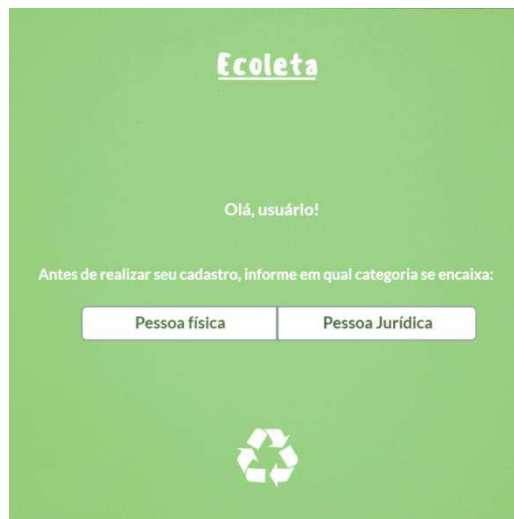 Ecoleta
Olá, usuário!
Antes de realizar seu cadastro, informe em qual categoria se encaixa:
Pessoa física Pessoa Jurídica